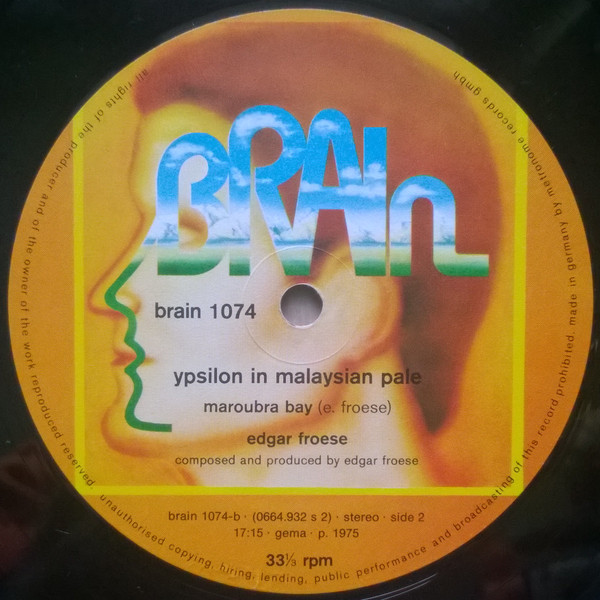 BRAIN
brain 1074
ypsilon in malaysian pale
maroubra bay (e. froese)
edgar froese
composed and produced by edgar froese
brain 1074-b · (0664.932 s 2) · stereo · side 2
17:15 · gema · p. 1975
33⅓ rpm
all rights of the producer and of the owner of the work reproduced reserved. unauthorised copying, hiring, lending, public performance and broadcasting of this record prohibited. made in germany by metronome records gmbh